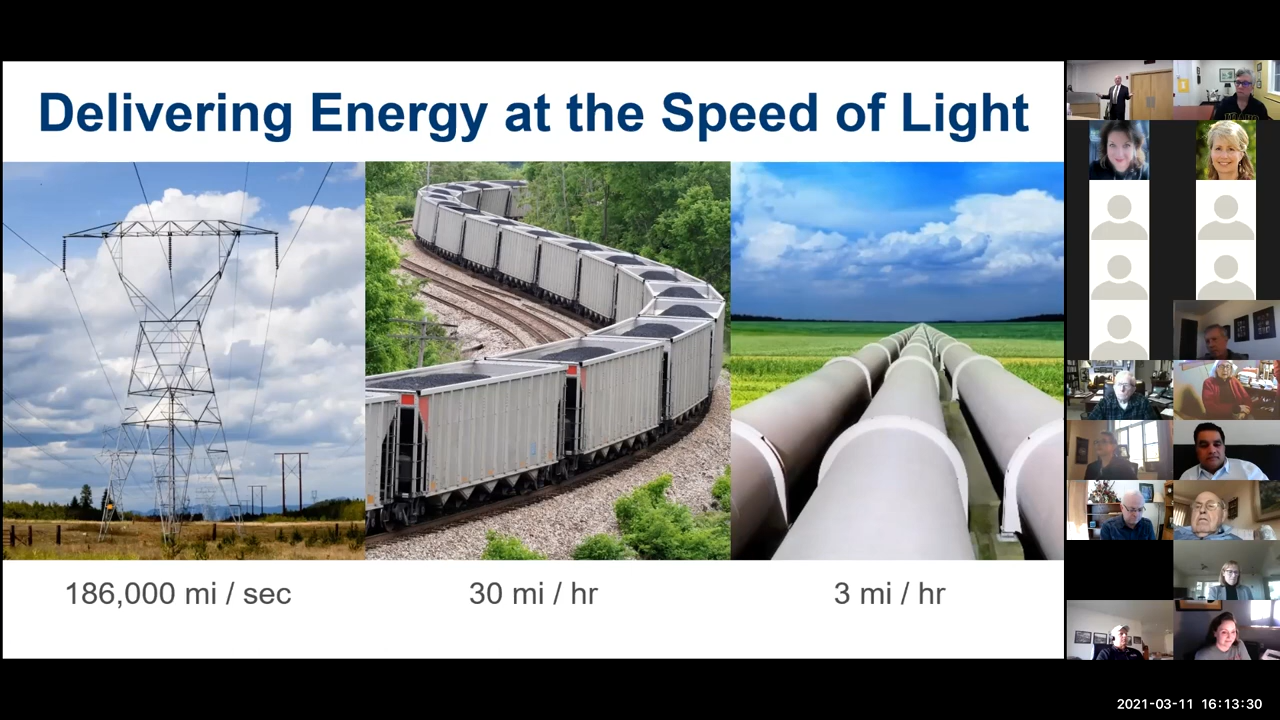 Delivering Energy at the Speed of Light
186,000 mi / sec
30 mi / hr
3 mi / hr
2021-03-11 16:13:30